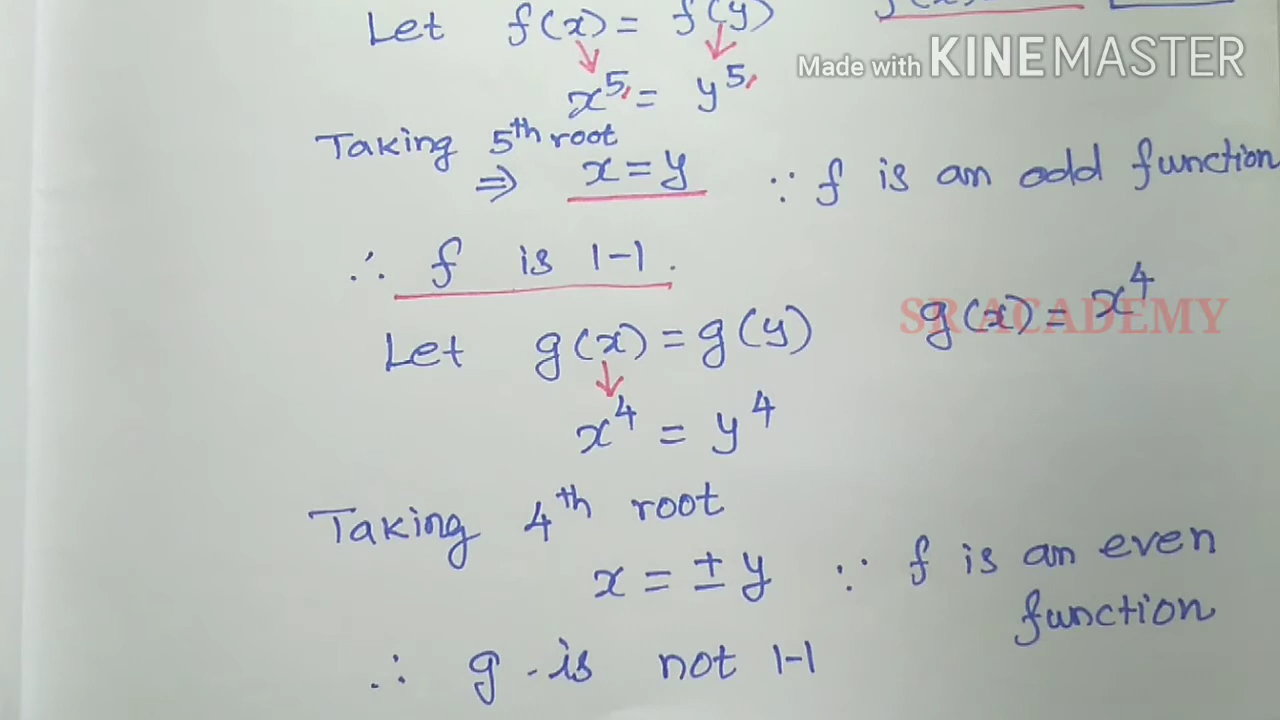 Let f(x) = f(y)
Made with KINEMASTER
x⁵ = y⁵
Taking 5th root
⇒ x = y ∵ f is an odd function
∴ f is 1-1.
SR ACADEMY
Let g(x) = g(y) g(x) = x⁴
x⁴ = y⁴
Taking 4th root
x = ± y ∵ f is an even
function
∴ g is not 1-1